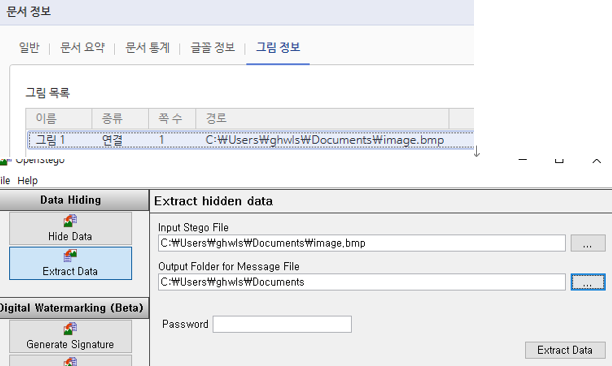 문서 정보
일반 | 문서 요약 | 문서 통계 | 글꼴 정보 | 그림 정보
그림 목록
이름 종류 쪽 수 경로
그림 1 연결 1 C:₩Users₩ghwls₩Documents₩image.bmp
OpenStego
ile Help
Data Hiding
Hide Data
Extract Data
Digital Watermarking (Beta)
Generate Signature
Extract hidden data
Input Stego File
C:₩Users₩ghwls₩Documents₩image,bmp
...
Output Folder for Message File
C:₩Users₩ghwls₩Documents
...
Password
Extract Data